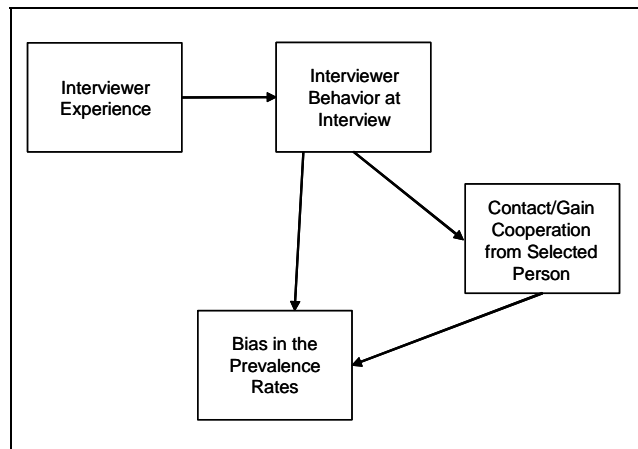 Interviewer
Experience
Interviewer
Behavior at
Interview
Contact/Gain
Cooperation
from Selected
Person
Bias in the
Prevalence
Rates